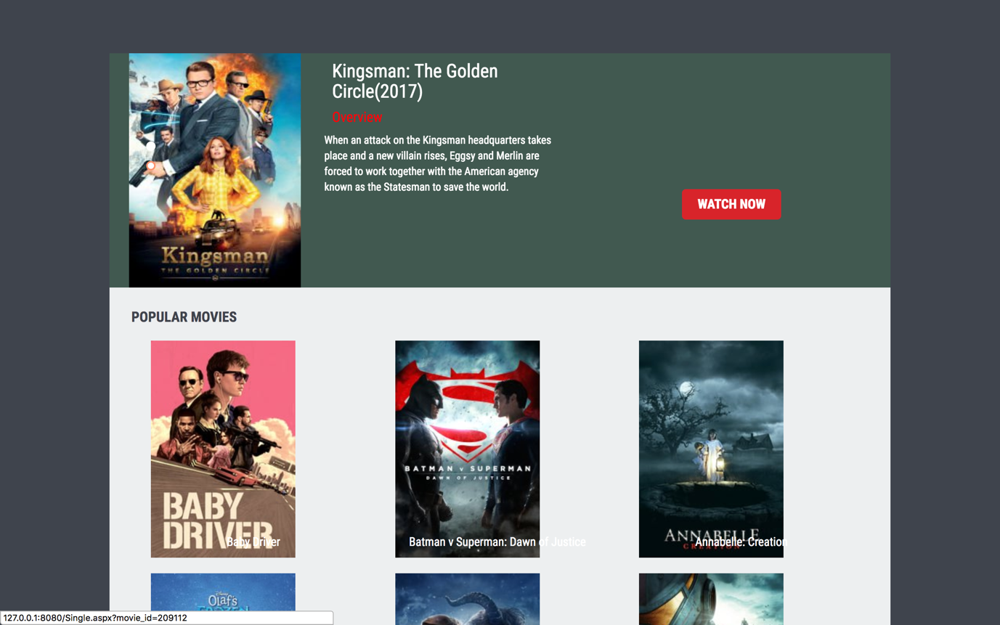 Kingsman: The Golden
Circle(2017)
Overview
When an attack on the Kingsman headquarters takes
place and a new villain rises, Eggsy and Merlin are
forced to work together with the American agency
known as the Statesman to save the world.
WATCH NOW
Kingsman
THE GOLDEN CIRCLE
POPULAR MOVIES
BABY
DRIVER
Baby Driver
BATMAN v SUPERMAN
DAWN OF JUSTICE
Batman v Superman: Dawn of Justice
ANNABELLE
CREATION
Annabelle: Creation
Disney
Olaf's
FROZEN
127.0.0.1:8080/Single.aspx?movie_id=209112